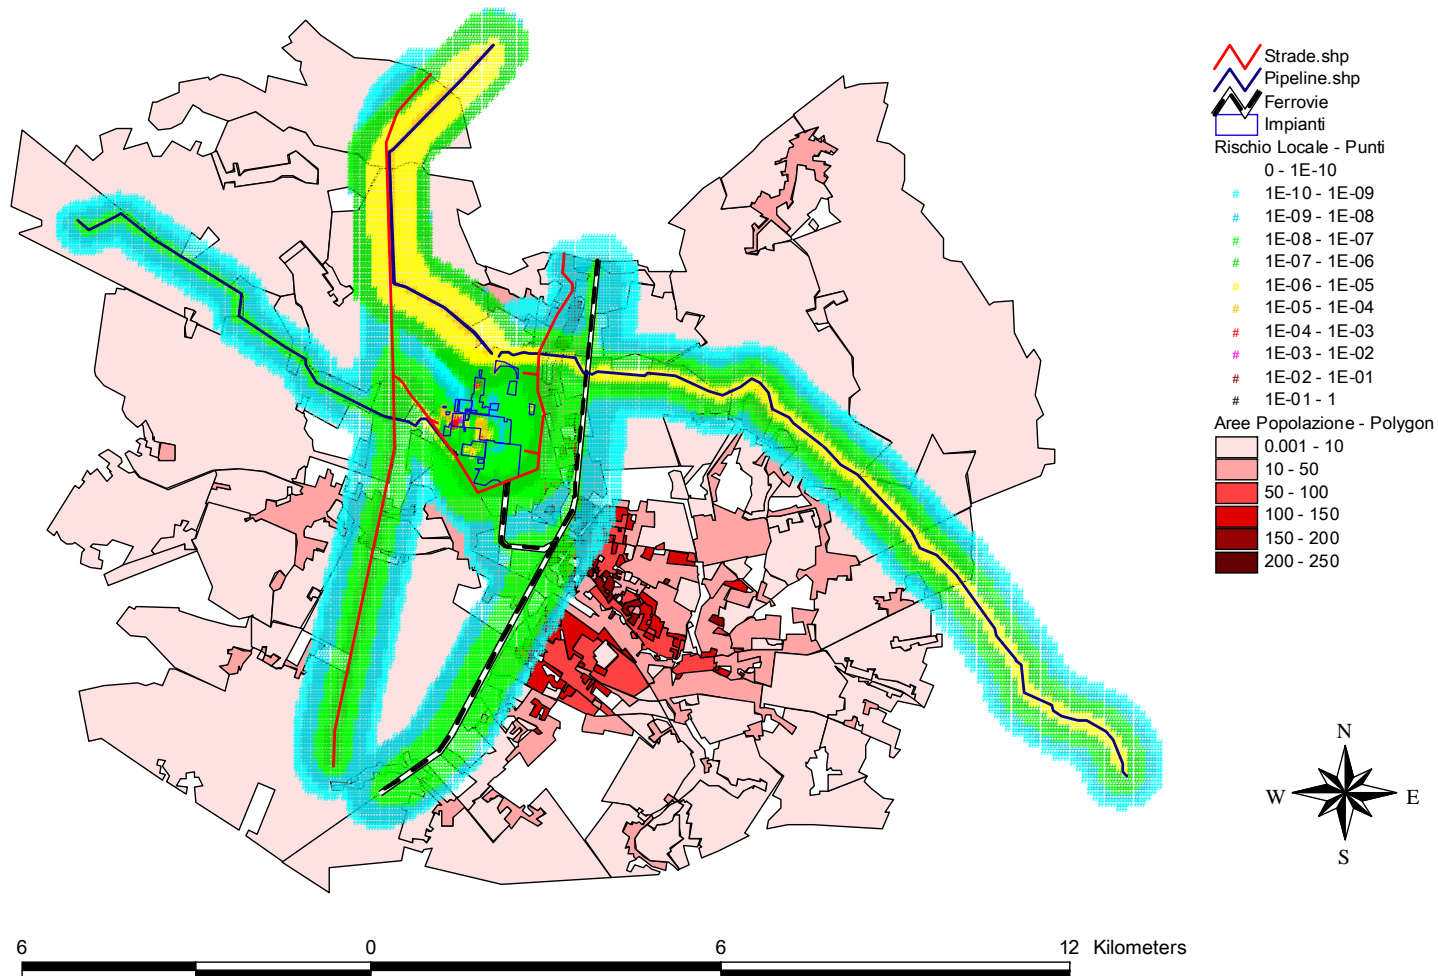 Strade.shp
Pipeline.shp
Ferrovie
Impianti
Rischio Locale - Punti
0 - 1E-10
# 1E-10 - 1E-09
# 1E-09 - 1E-08
# 1E-08 - 1E-07
# 1E-07 - 1E-06
# 1E-06 - 1E-05
# 1E-05 - 1E-04
# 1E-04 - 1E-03
# 1E-03 - 1E-02
# 1E-02 - 1E-01
# 1E-01 - 1
Aree Popolazione - Polygon
0.001 - 10
10 - 50
50 - 100
100 - 150
150 - 200
200 - 250
N
W E
S
6 0 6 12 Kilometers